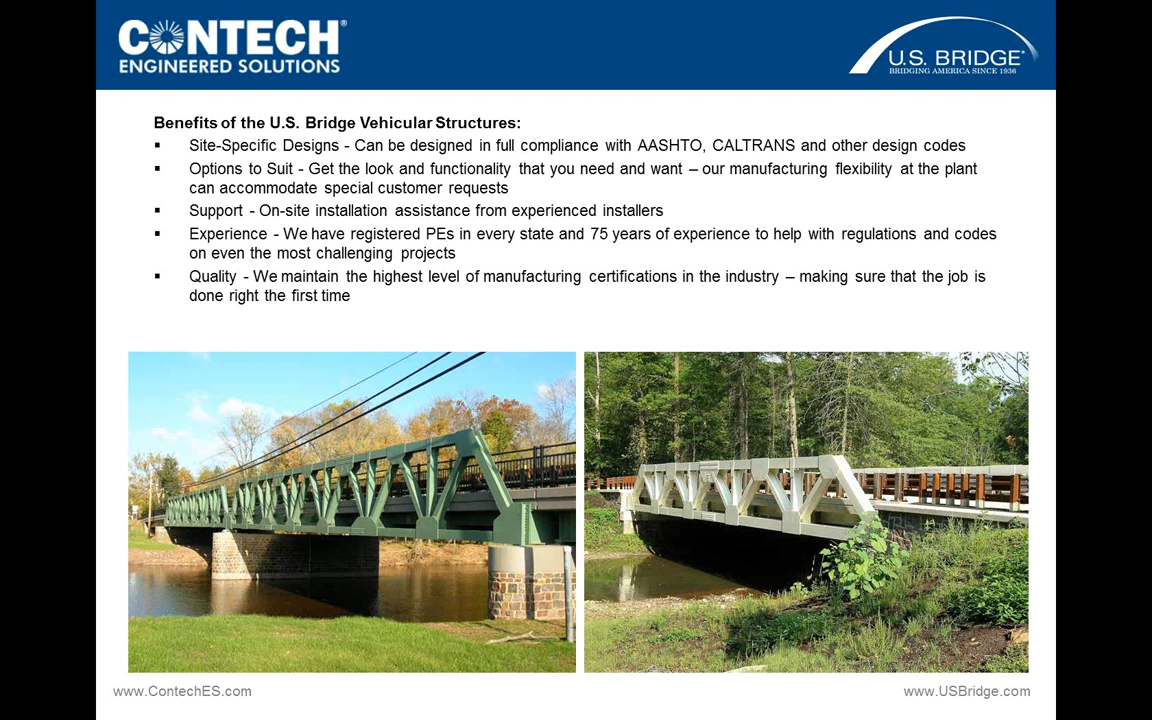 CONTECH®
ENGINEERED SOLUTIONS
U.S. BRIDGE®
BRIDGING AMERICA SINCE 1936
Benefits of the U.S. Bridge Vehicular Structures:
▪ Site-Specific Designs - Can be designed in full compliance with AASHTO, CALTRANS and other design codes
▪ Options to Suit - Get the look and functionality that you need and want – our manufacturing flexibility at the plant
can accommodate special customer requests
▪ Support - On-site installation assistance from experienced installers
▪ Experience - We have registered PEs in every state and 75 years of experience to help with regulations and codes
on even the most challenging projects
▪ Quality - We maintain the highest level of manufacturing certifications in the industry – making sure that the job is
done right the first time
www.ContechES.com
www.USBridge.com